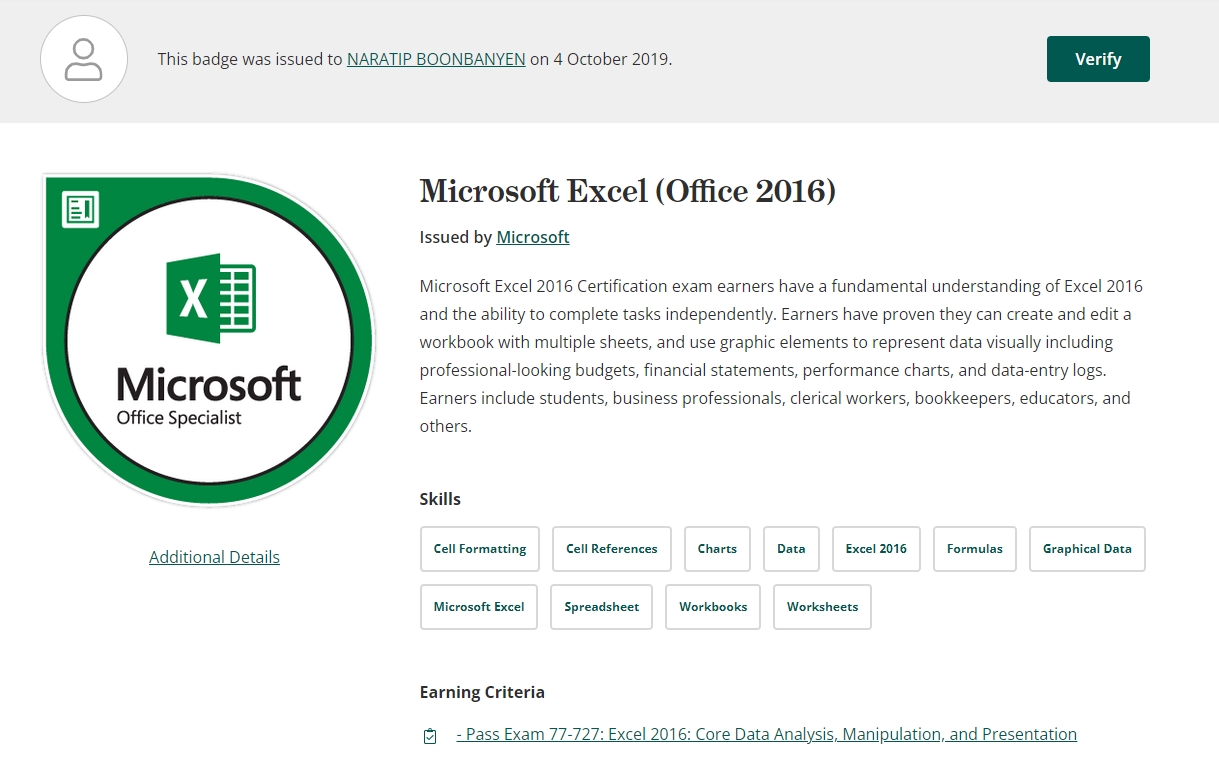 This badge was issued to NARATIP BOONBANYEN on 4 October 2019.
Verify
Microsoft
Office Specialist
Additional Details
Microsoft Excel (Office 2016)
Issued by Microsoft
Microsoft Excel 2016 Certification exam earners have a fundamental understanding of Excel 2016
and the ability to complete tasks independently. Earners have proven they can create and edit a
workbook with multiple sheets, and use graphic elements to represent data visually including
professional-looking budgets, financial statements, performance charts, and data-entry logs.
Earners include students, business professionals, clerical workers, bookkeepers, educators, and
others.
Skills
Cell Formatting Cell References Charts Data Excel 2016 Formulas Graphical Data
Microsoft Excel Spreadsheet Workbooks Worksheets
Earning Criteria
- Pass Exam 77-727: Excel 2016: Core Data Analysis, Manipulation, and Presentation